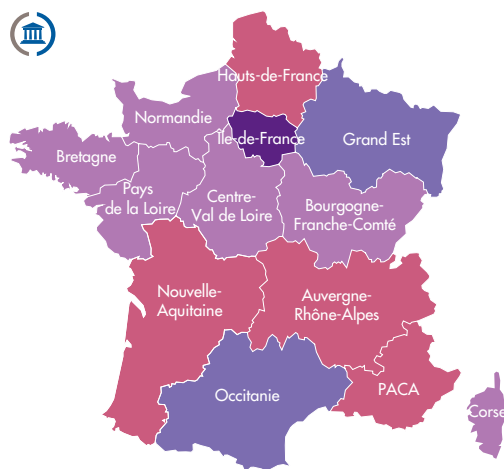 Hauts-de-France
Normandie
Île-de-France
Grand Est
Bretagne
Pays
de la Loire
Centre-
Val de Loire
Bourgogne-
Franche-Comté
Nouvelle-
Aquitaine
Auvergne-
Rhône-Alpes
Occitanie
PACA
Corse